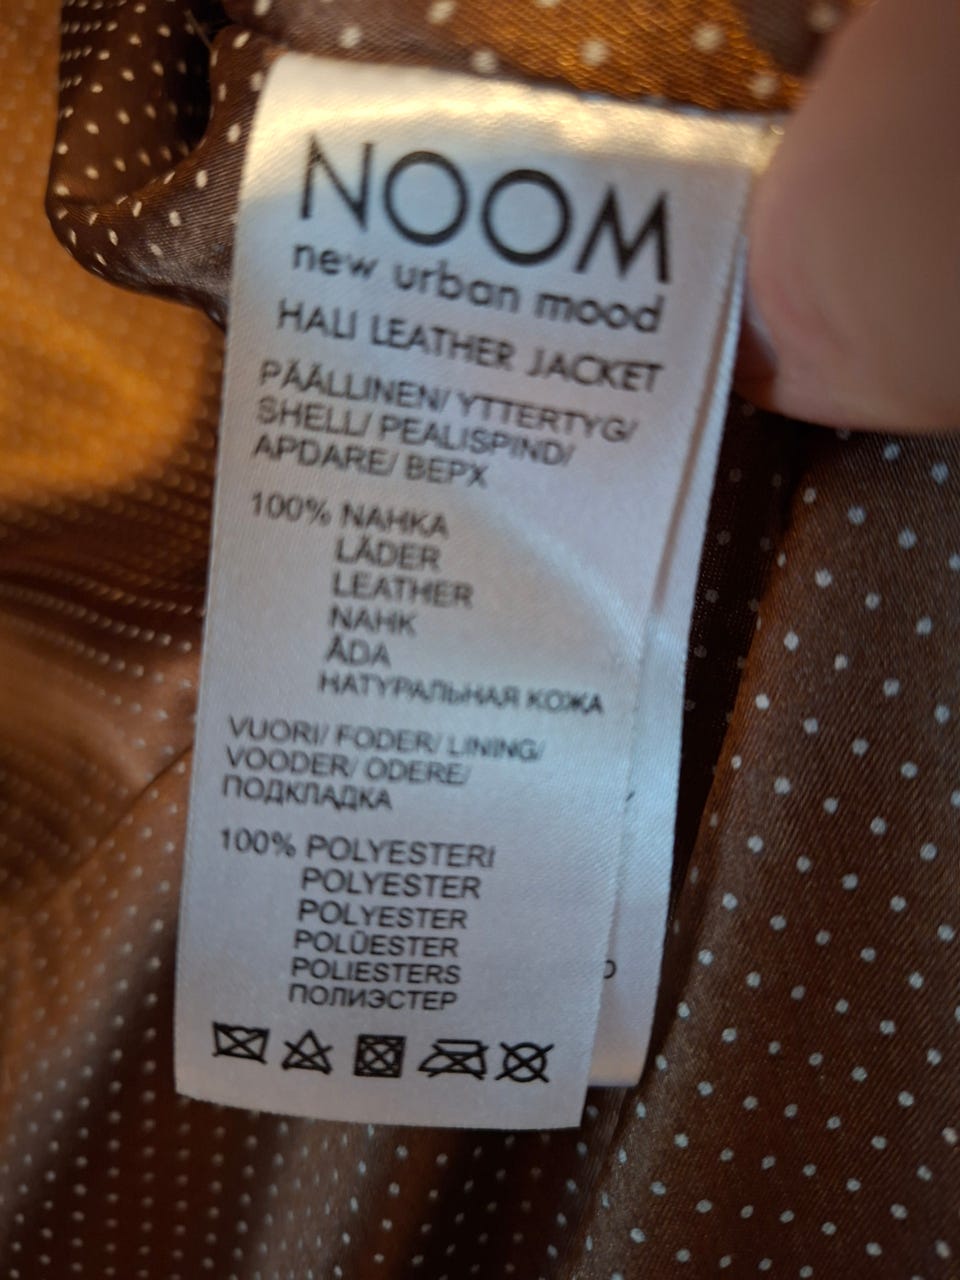 NOOM
new urban mood
HALI LEATHER JACKET
PÄÄLLINEN/ YTTERTYG/
SHELL/ PEALISPIND/
APDARE/ ВЕРХ
100% NAHKA
LÄDER
LEATHER
NAHK
ĀDA
НАТУРАЛЬНАЯ КОЖА
VUORI/ FODER/ LINING/
VOODER/ ODERE/
ПОДКЛАДКА
100% POLYESTERI
POLYESTER
POLYESTER
POLÜESTER
POLIESTERS
ПОЛИЭСТЕР